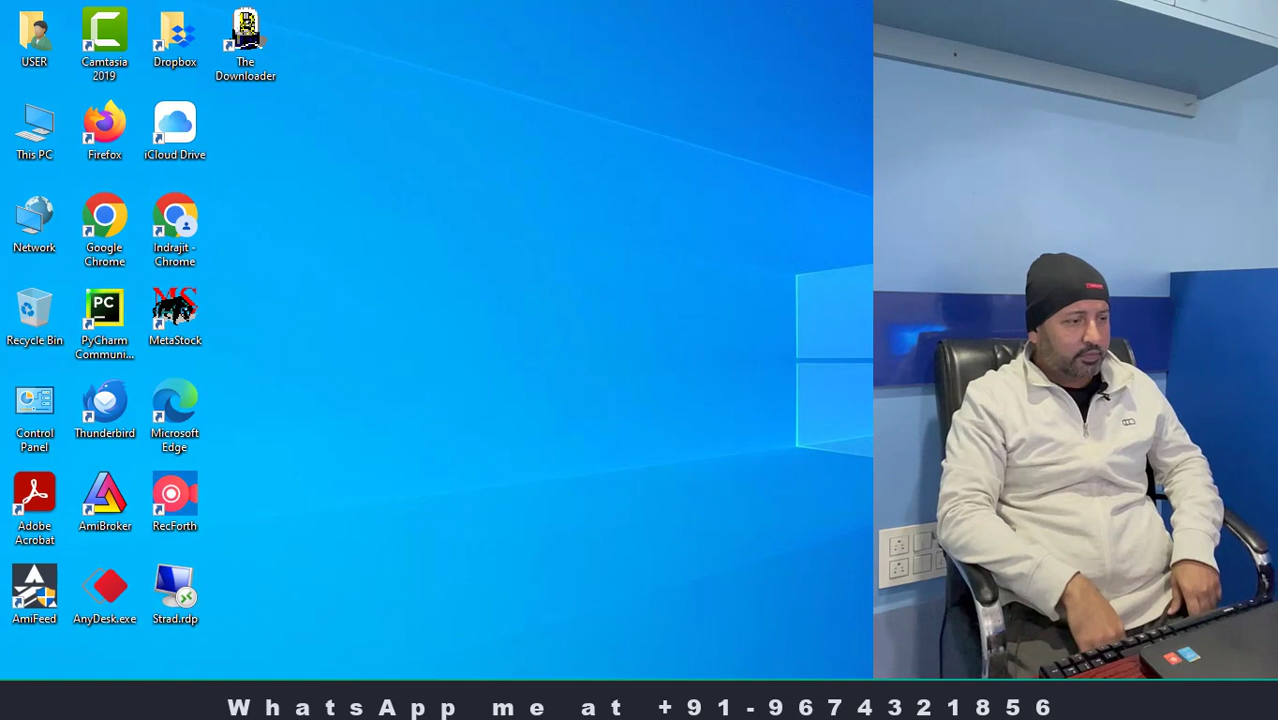 USER
Camtasia
2019
Dropbox
The
Downloader
This PC
Firefox
iCloud Drive
Network
Google
Chrome
Indrajit -
Chrome
Recycle Bin
PC
PyCharm
Communi...
MS
MetaStock
Control
Panel
Thunderbird
Microsoft
Edge
Adobe
Acrobat
AmiBroker
RecForth
AmiFeed
AnyDesk.exe
Strad.rdp
WhatsApp me at +91-9674321856